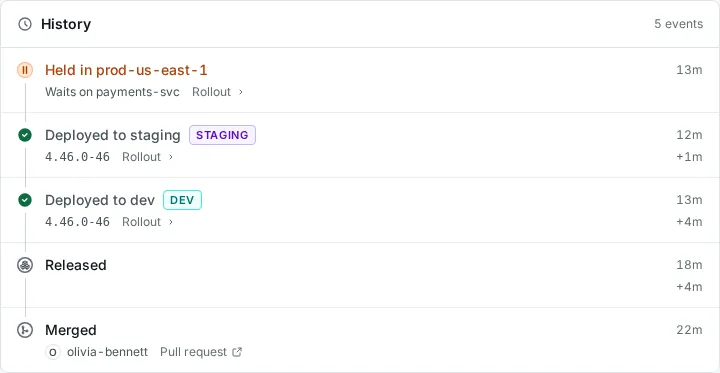 History 5 events
Held in prod-us-east-1 13m
Waits on payments-svc Rollout ›
Deployed to staging STAGING 12m
4.46.0-46 Rollout › +1m
Deployed to dev DEV 13m
4.46.0-46 Rollout › +4m
Released 18m
+4m
Merged 22m
O olivia-bennett Pull request